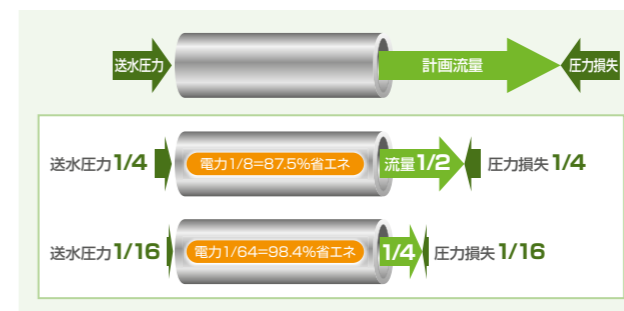 送水圧力 計画流量 圧力損失
送水圧力1/4 電力1/8=87.5%省エネ 流量1/2 圧力損失1/4
送水圧力1/16 電力1/64=98.4%省エネ 1/4 圧力損失1/16